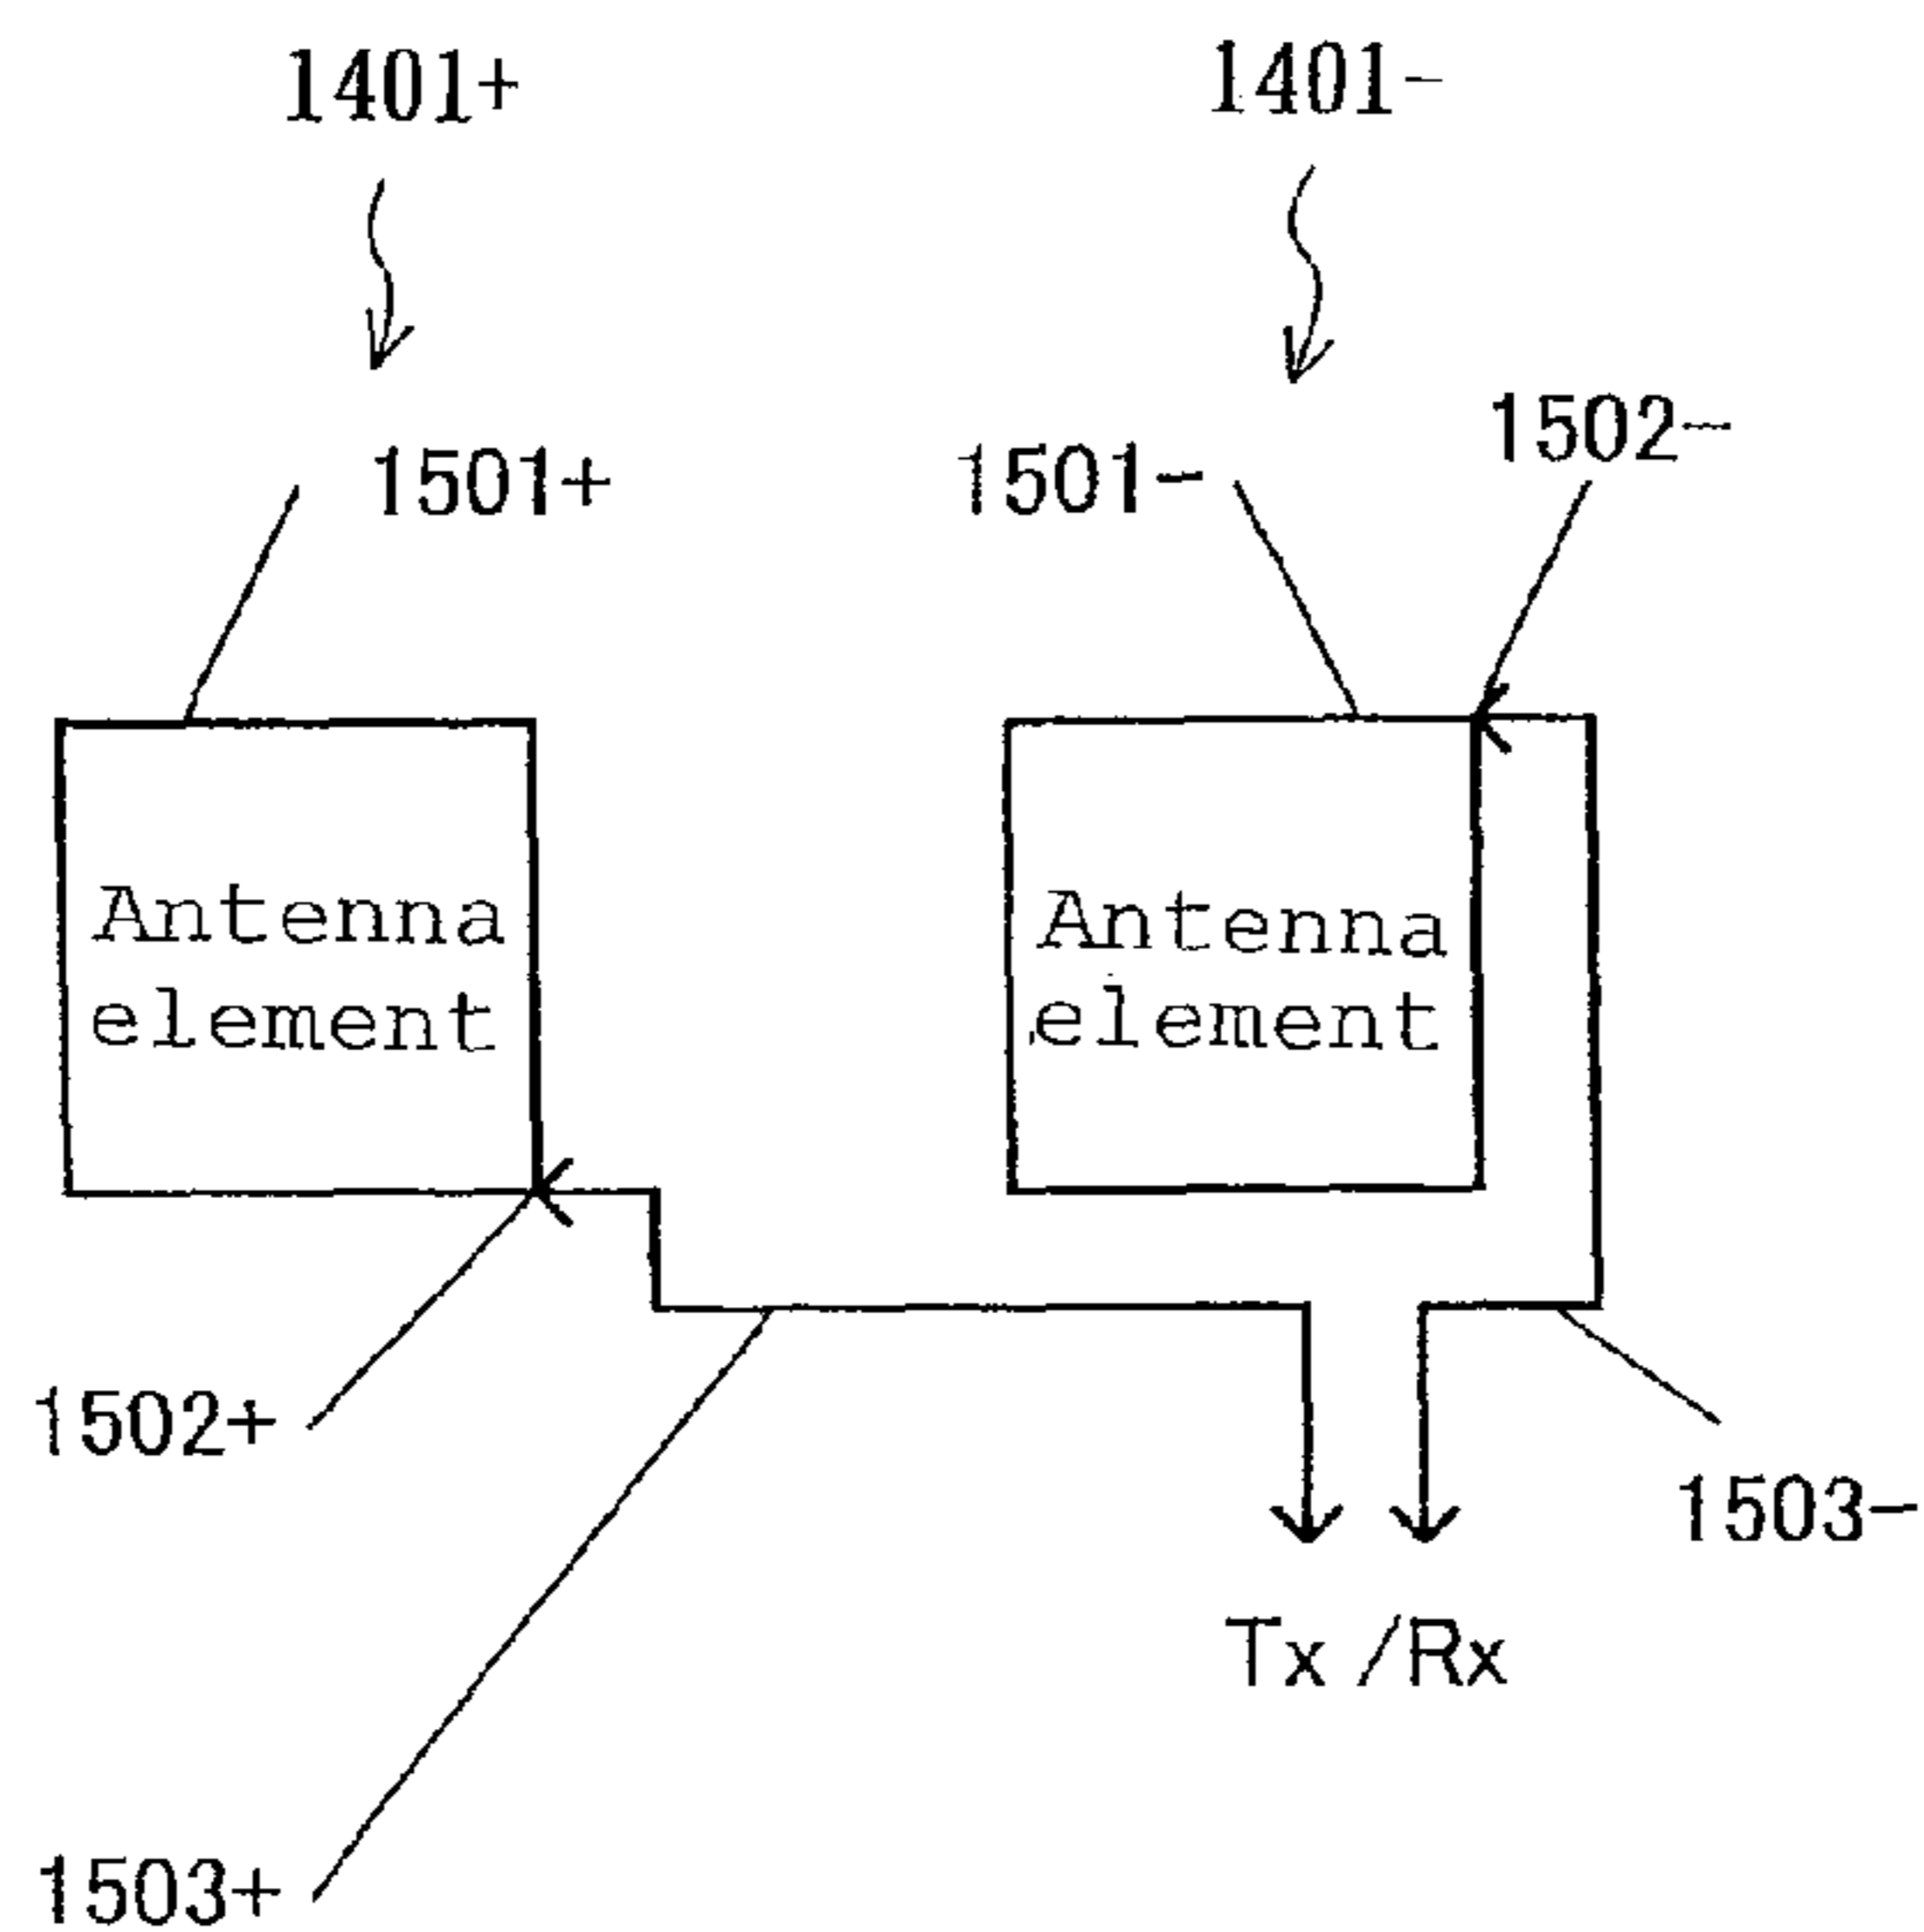 1401+
1401-
1501+
1501-
1502-
Antenna
element
Antenna
element
1502+
1503-
Tx /Rx
1503+